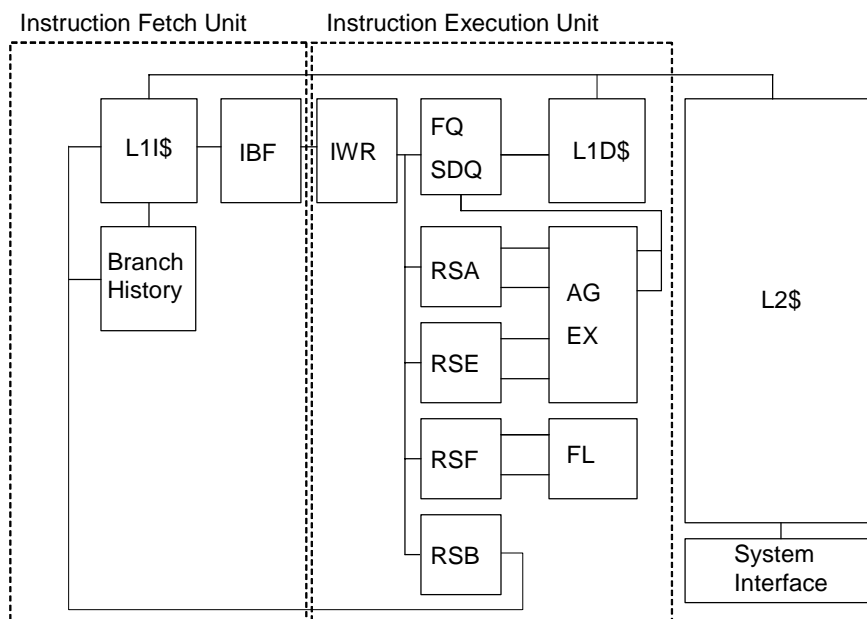 Instruction Fetch Unit
Instruction Execution Unit
L1I$
IBF
IWR
FQ
SDQ
L1D$
Branch
History
RSA
AG
EX
RSE
L2$
RSF
FL
RSB
System
Interface